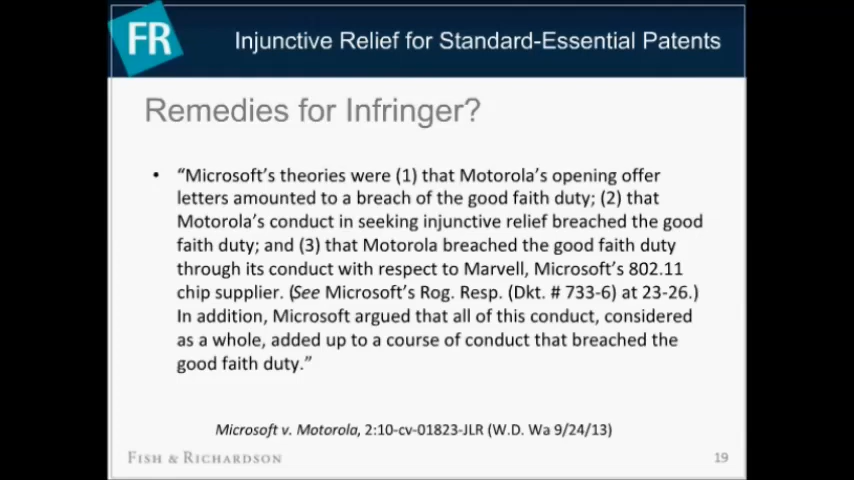 FR
Injunctive Relief for Standard-Essential Patents
Remedies for Infringer?
• “Microsoft’s theories were (1) that Motorola’s opening offer
letters amounted to a breach of the good faith duty; (2) that
Motorola’s conduct in seeking injunctive relief breached the good
faith duty; and (3) that Motorola breached the good faith duty
through its conduct with respect to Marvell, Microsoft’s 802.11
chip supplier. (See Microsoft’s Rog. Resp. (Dkt. # 733-6) at 23-26.)
In addition, Microsoft argued that all of this conduct, considered
as a whole, added up to a course of conduct that breached the
good faith duty.”
Microsoft v. Motorola, 2:10-cv-01823-JLR (W.D. Wa 9/24/13)
FISH & RICHARDSON
19